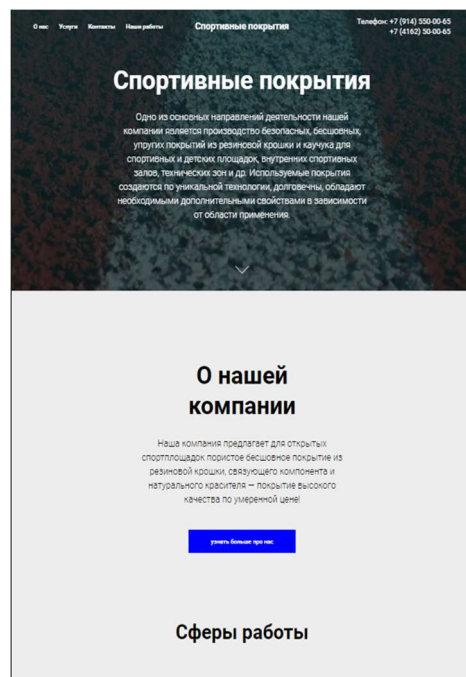 О нас Услуги Контакты Наши работы Спортивные покрытия Телефон: +7 (914) 550-00-65
+7 (4162) 50-00-65
Спортивные покрытия
Одно из основных направлений деятельности нашей
компании является производство безопасных, бесшовных,
упругих покрытий из резиновой крошки и каучука для
спортивных и детских площадок, внутренних спортивных
залов, технических зон и др. Используемые покрытия
создаются по уникальной технологии, долговечны, обладают
необходимыми дополнительными свойствами в зависимости
от области применения.
О нашей
компании
Наша компания предлагает для открытых
спортплощадок пористое бесшовное покрытие из
резиновой крошки, связующего компонента и
натурального красителя — покрытие высокого
качества по умеренной цене!
узнать больше про нас
Сферы работы